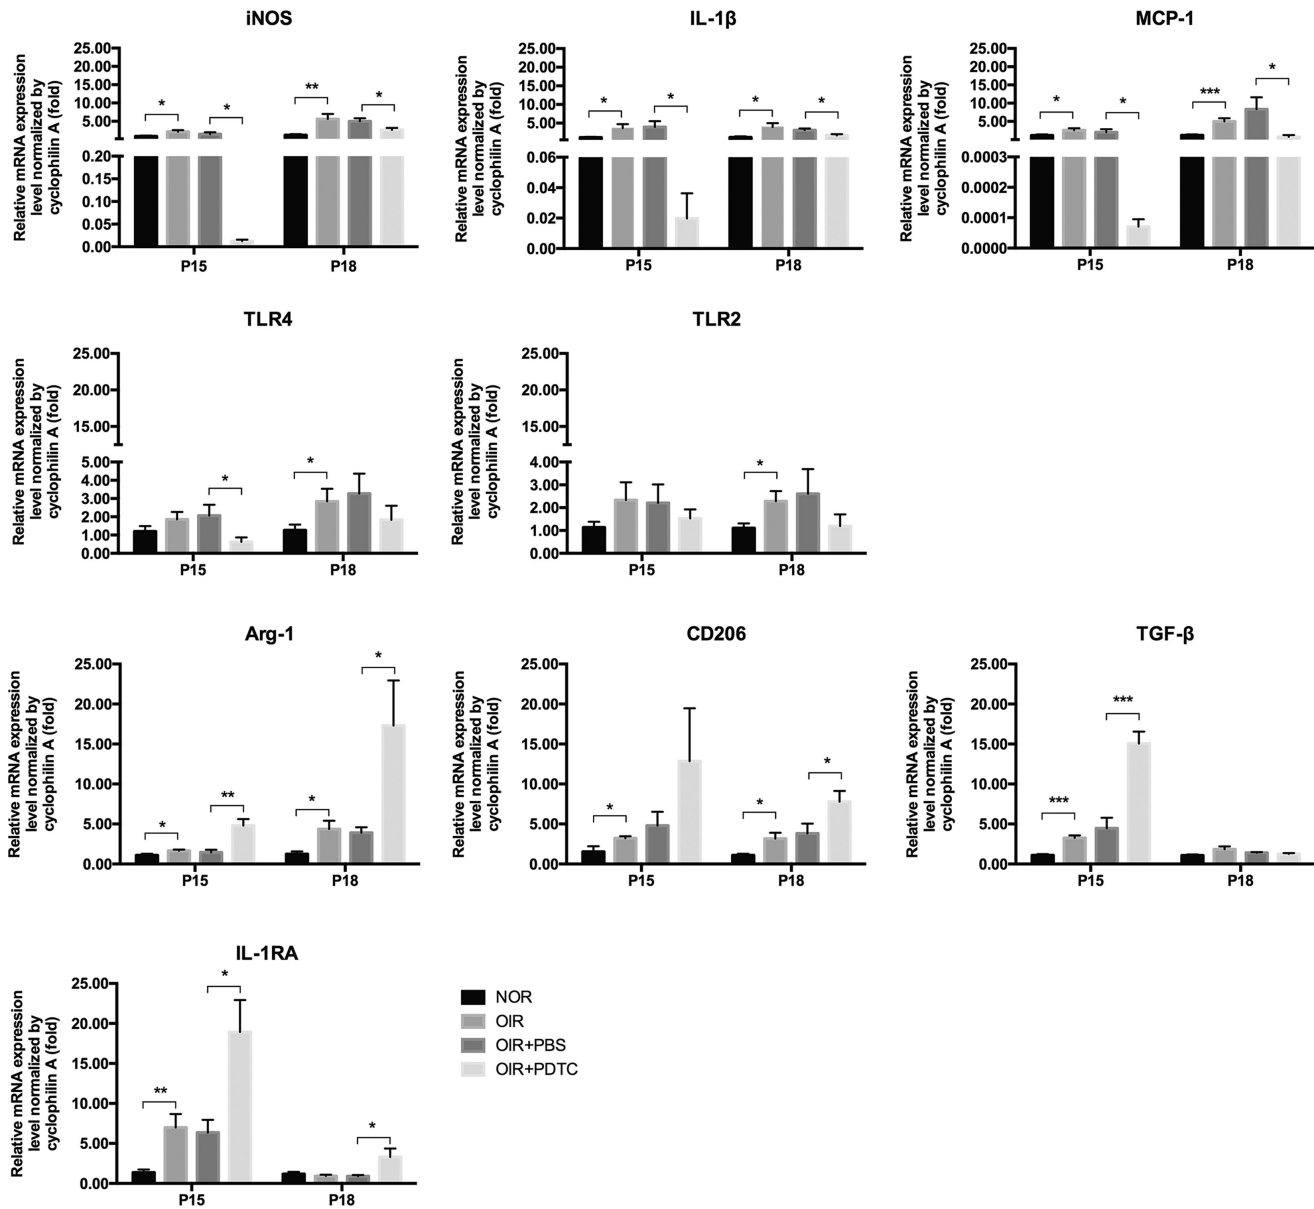 iNOS
Relative mRNA expression
level normalized by
cyclophilin A (fold)
25.00
20.00
15.00
10.00
5.00
0.20
0.15
0.10
0.05
0.00
*
*
**
*
P15
P18
IL-1β
Relative mRNA expression
level normalized by
cyclophilin A (fold)
25.00
20.00
15.00
10.00
5.00
0.06
0.04
0.02
0.00
*
*
*
*
P15
P18
MCP-1
Relative mRNA expression
level normalized by
cyclophilin A (fold)
25.00
20.00
15.00
10.00
5.00
0.0003
0.0002
0.0001
0.0000
*
*
***
*
P15
P18
TLR4
Relative mRNA expression
level normalized by
cyclophilin A (fold)
25.00
20.00
15.00
5.00
4.00
3.00
2.00
1.00
0.00
*
*
P15
P18
TLR2
Relative mRNA expression
level normalized by
cyclophilin A (fold)
25.00
20.00
15.00
4.00
3.00
2.00
1.00
0.00
*
P15
P18
Arg-1
Relative mRNA expression
level normalized by
cyclophilin A (fold)
25.00
20.00
15.00
10.00
5.00
0.00
*
**
*
*
P15
P18
CD206
Relative mRNA expression
level normalized by
cyclophilin A (fold)
25.00
20.00
15.00
10.00
5.00
0.00
*
*
*
P15
P18
TGF-β
Relative mRNA expression
level normalized by
cyclophilin A (fold)
25.00
20.00
15.00
10.00
5.00
0.00
***
***
P15
P18
IL-1RA
Relative mRNA expression
level normalized by
cyclophilin A (fold)
25.00
20.00
15.00
10.00
5.00
0.00
**
*
*
P15
P18
NOR
OIR
OIR+PBS
OIR+PDTC